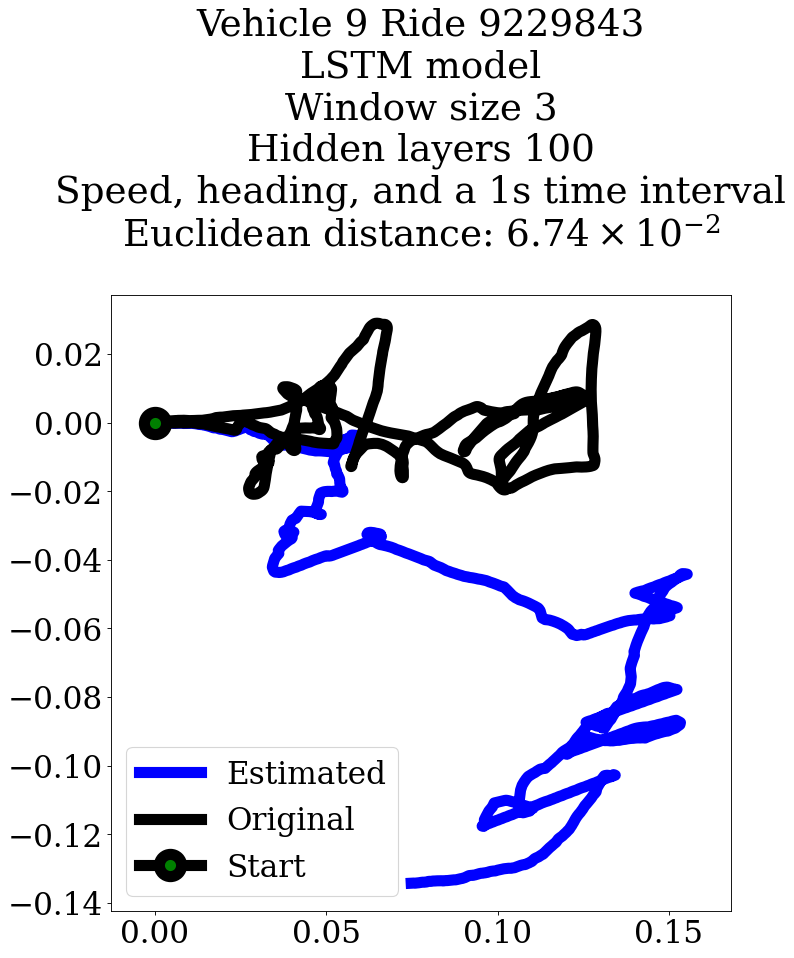 Vehicle 9 Ride 9229843
LSTM model
Window size 3
Hidden layers 100
Speed, heading, and a 1s time interval
Euclidean distance: 6.74 × 10⁻²
0.02
0.00
−0.02
−0.04
−0.06
−0.08
−0.10
−0.12
−0.14
Estimated
Original
Start
0.00 0.05 0.10 0.15